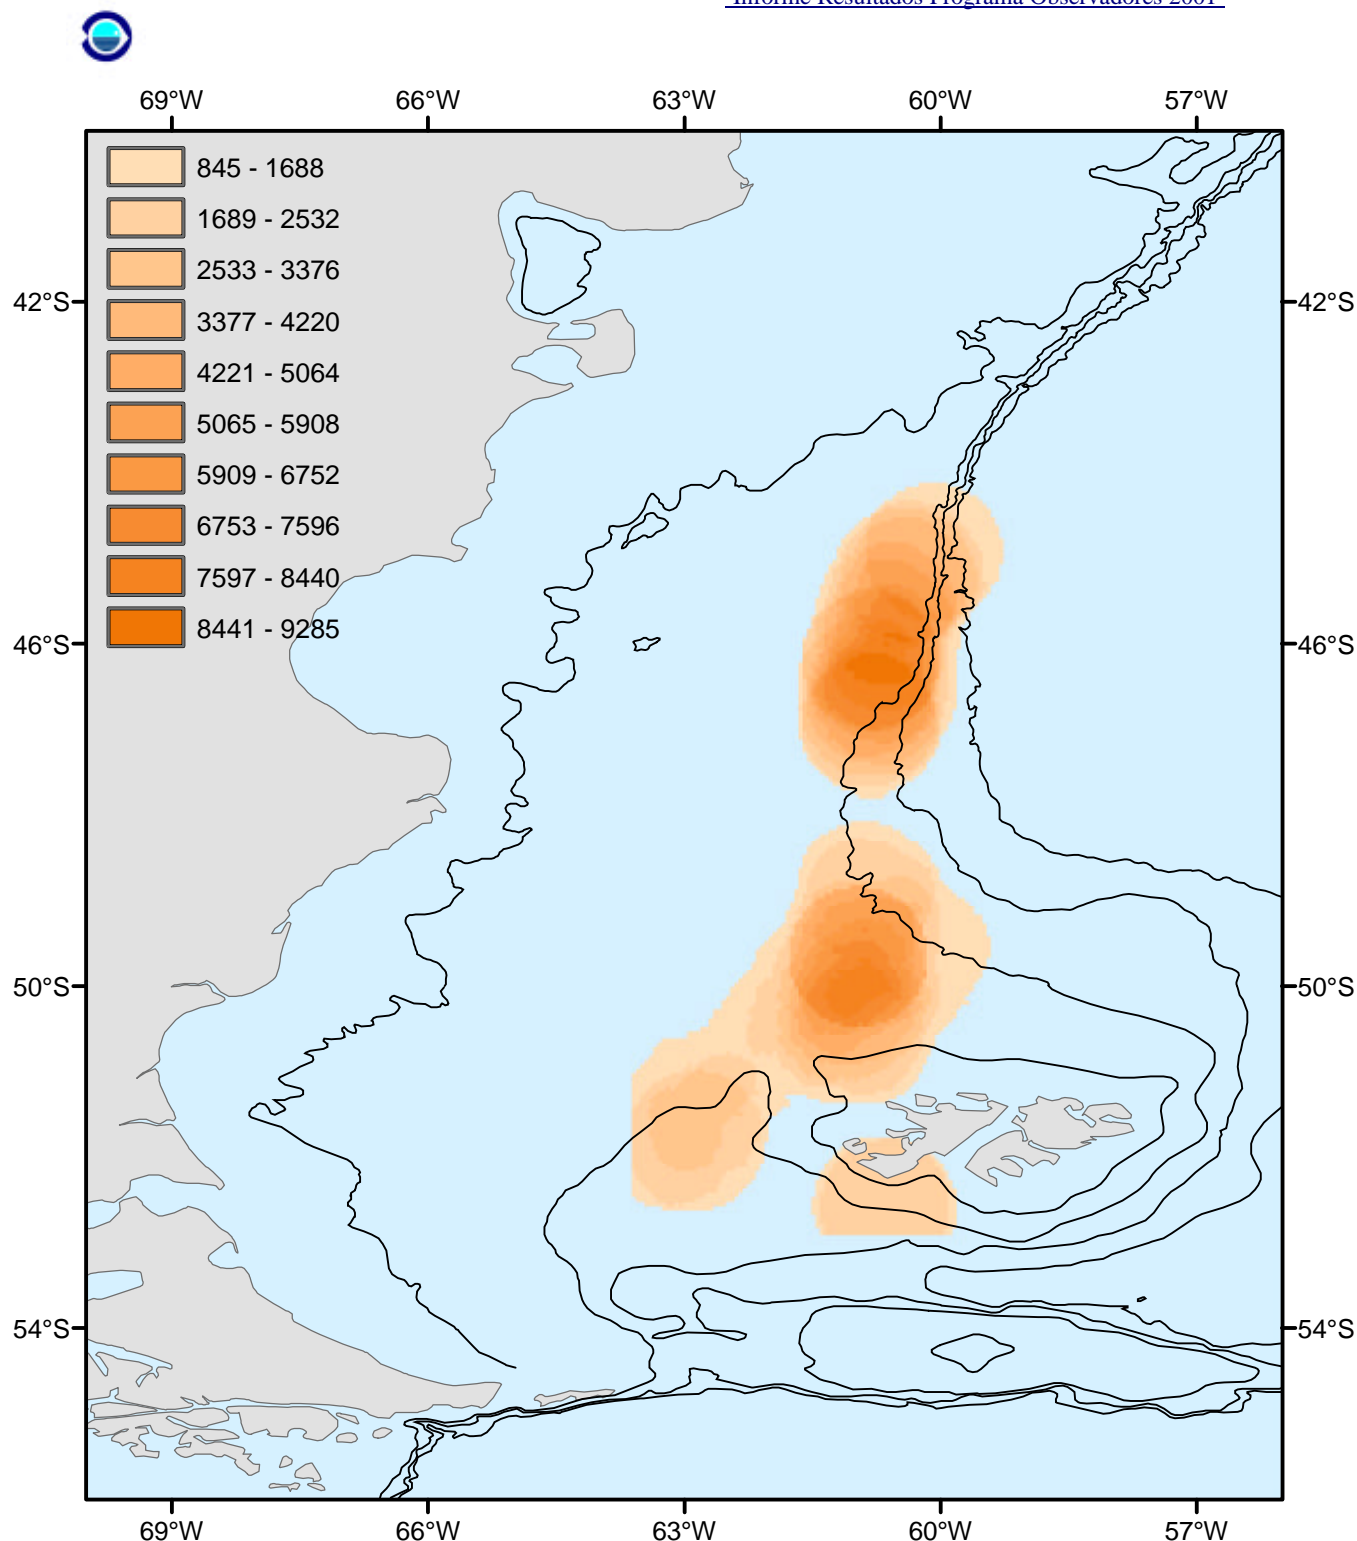 Informe Resultados Programa Observadores 2001
69°W 66°W 63°W 60°W 57°W
845 - 1688
1689 - 2532
2533 - 3376
3377 - 4220
4221 - 5064
5065 - 5908
5909 - 6752
6753 - 7596
7597 - 8440
8441 - 9285
42°S 42°S
46°S 46°S
50°S 50°S
54°S 54°S
69°W 66°W 63°W 60°W 57°W